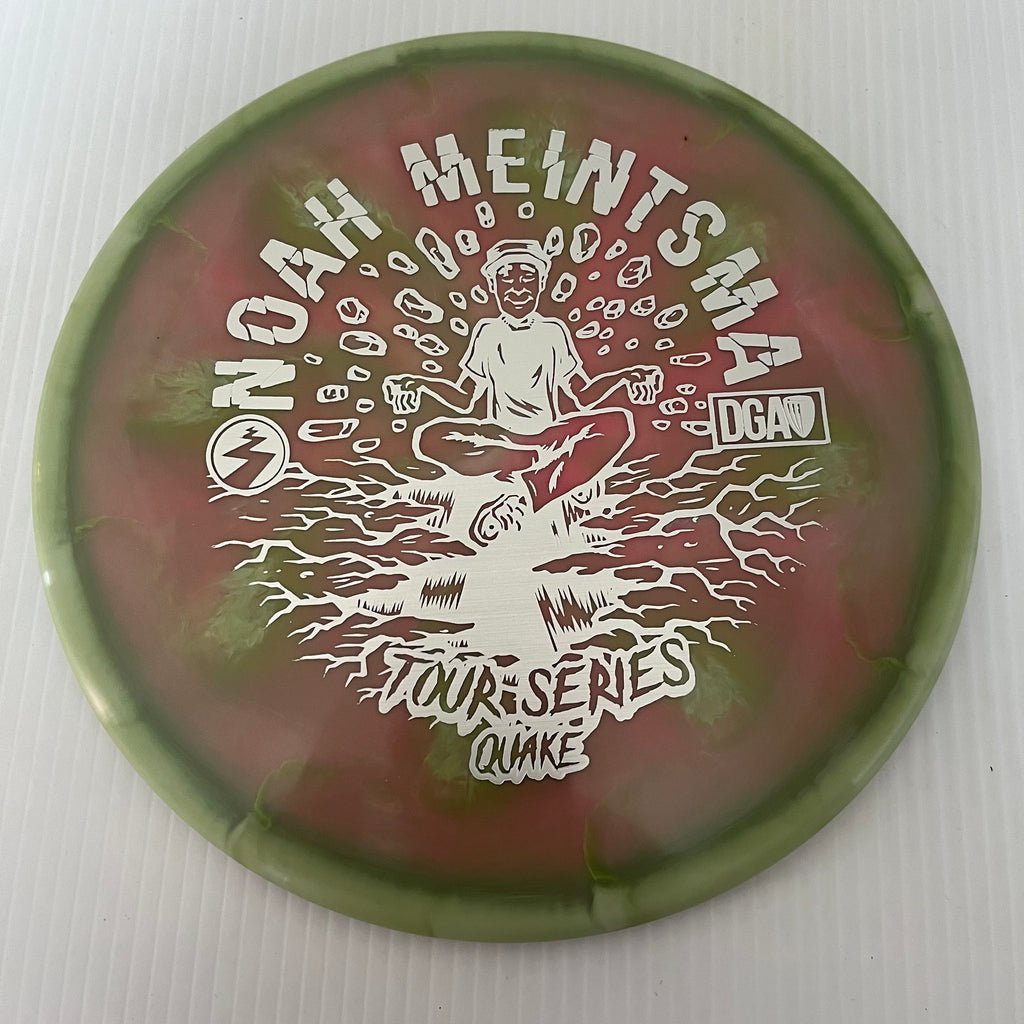 NOAH MEINTSMA
DGA
TOUR SERIES
QUAKE